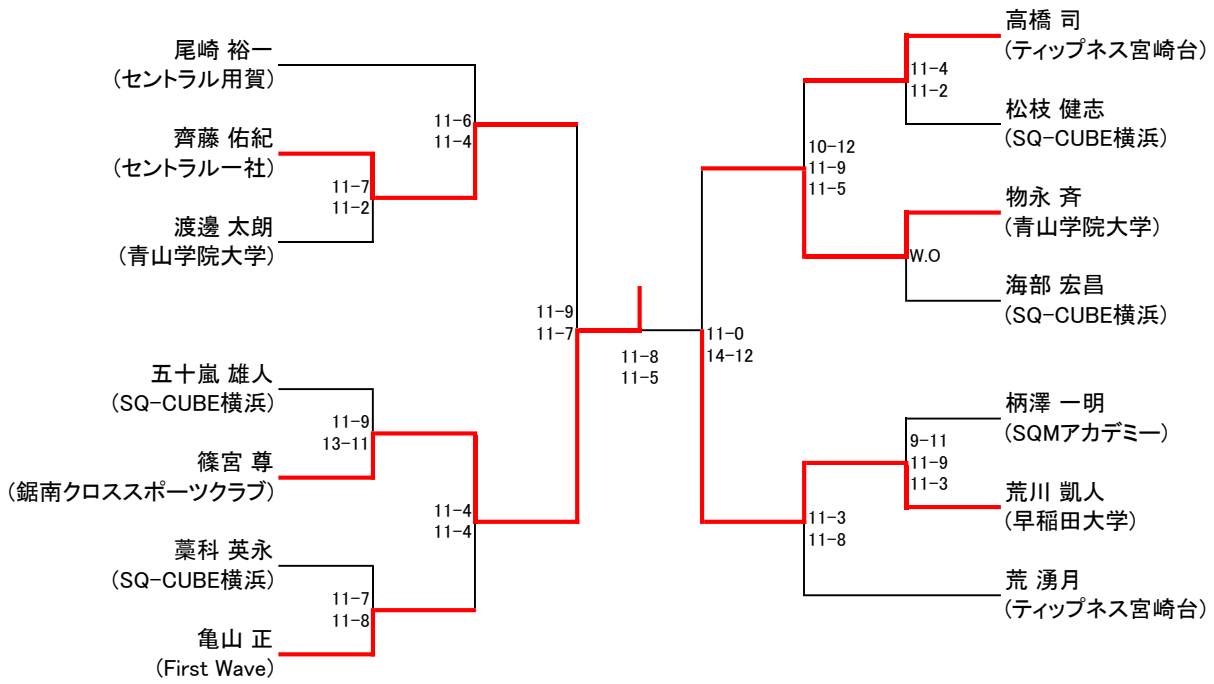 尾崎 裕一
(セントラル用賀)
齊藤 佑紀
(セントラル一社)
渡邊 太朗
(青山学院大学)
11-7
11-2
11-6
11-4
五十嵐 雄人
(SQ-CUBE横浜)
篠宮 尊
(鋸南クロススポーツクラブ)
11-9
13-11
藁科 英永
(SQ-CUBE横浜)
亀山 正
(First Wave)
11-7
11-8
11-4
11-4
11-9
11-7
11-8
11-5
高橋 司
(ティップネス宮崎台)
松枝 健志
(SQ-CUBE横浜)
11-4
11-2
物永 斉
(青山学院大学)
海部 宏昌
(SQ-CUBE横浜)
W.O
10-12
11-9
11-5
柄澤 一明
(SQMアカデミー)
荒川 凱人
(早稲田大学)
9-11
11-9
11-3
荒 湧月
(ティップネス宮崎台)
11-3
11-8
11-0
14-12